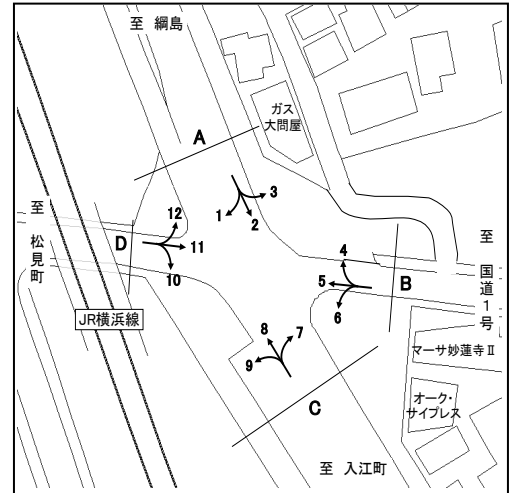 至 綱島
ガス
大問屋
A
3
1
2
12
11
10
D
至
松
見
町
4
5
6
B
至
国
道
1
号
JR横浜線
8
7
9
C
マーサ妙蓮寺Ⅱ
オーク・
サイプレス
至 入江町